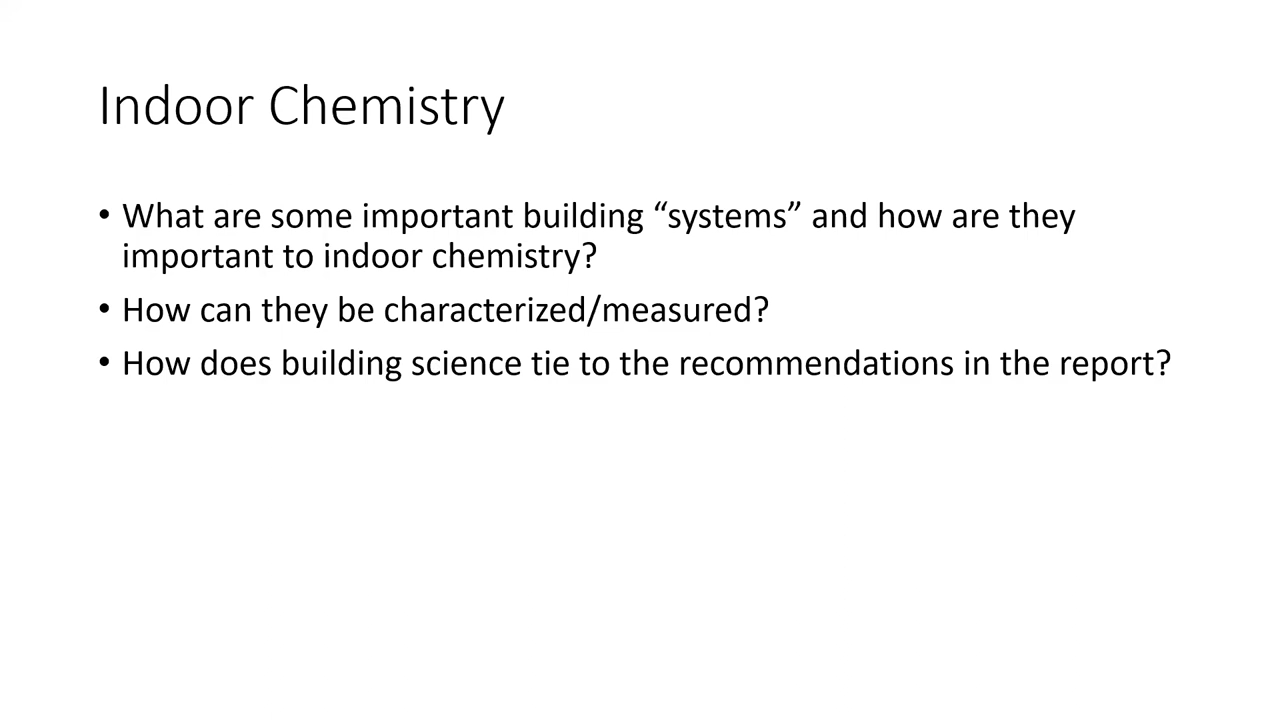 Indoor Chemistry
• What are some important building “systems” and how are they
important to indoor chemistry?
• How can they be characterized/measured?
• How does building science tie to the recommendations in the report?